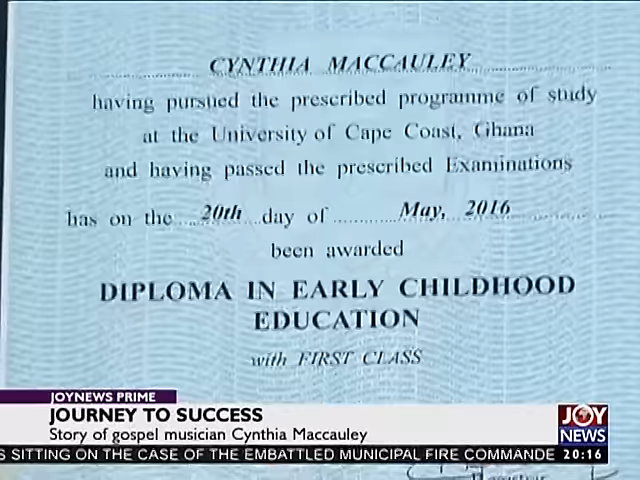 CYNTHIA MACCAULEY
having pursued the prescribed programme of study
at the University of Cape Coast, Ghana
and having passed the prescribed Examinations
has on the 20th day of May, 2016
been awarded
DIPLOMA IN EARLY CHILDHOOD
EDUCATION
with FIRST CLASS
JOYNEWS PRIME
JOURNEY TO SUCCESS
Story of gospel musician Cynthia Maccauley
JOY
NEWS
S SITTING ON THE CASE OF THE EMBATTLED MUNICIPAL FIRE COMMANDE 20:16